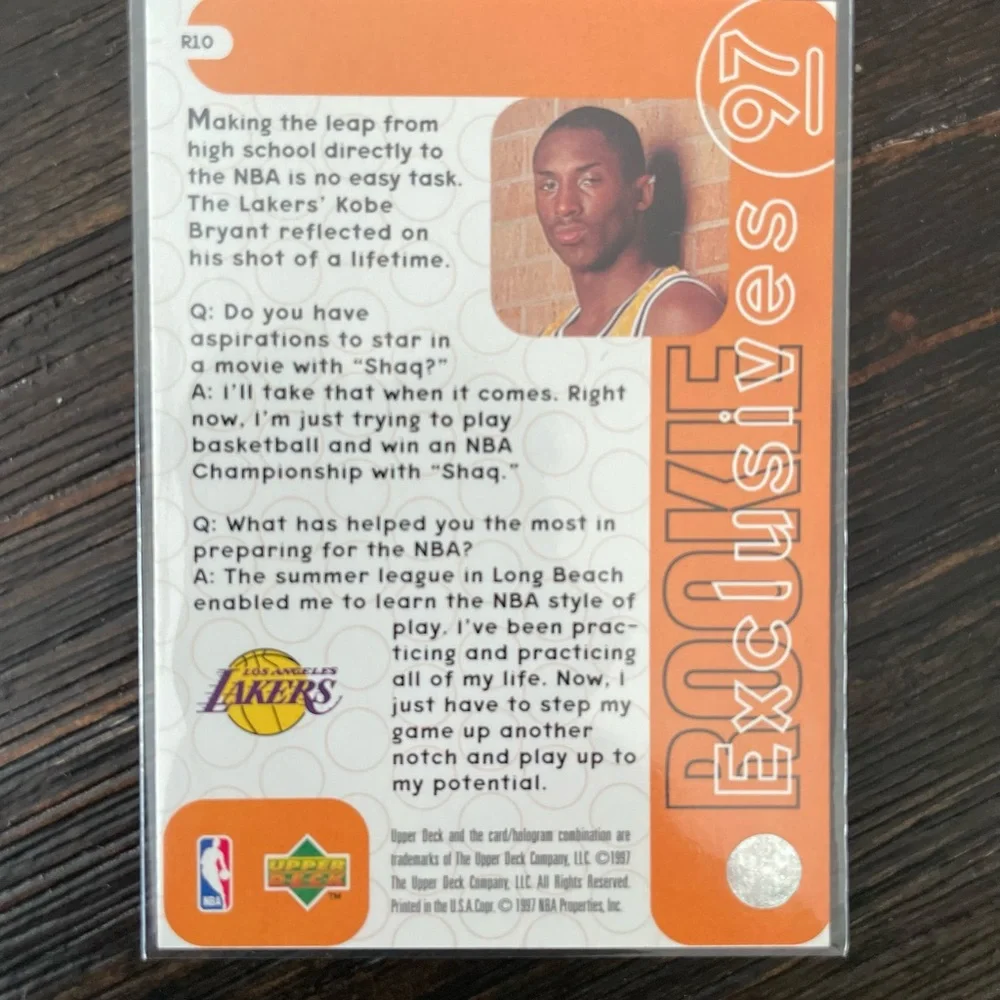 R10
97
Making the leap from
high school directly to
the NBA is no easy task.
The Lakers' Kobe
Bryant reflected on
his shot of a lifetime.
Q: Do you have
aspirations to star in
a movie with "Shaq?"
A: I'll take that when it comes. Right
now, I'm just trying to play
basketball and win an NBA
Championship with "Shaq."
Q: What has helped you the most in
preparing for the NBA?
A: The summer league in Long Beach
enabled me to learn the NBA style of
play. I've been prac-
ticing and practicing
all of my life. Now, I
just have to step my
game up another
notch and play up to
my potential.
LOS ANGELES
LAKERS
ROOKIE
Exclusives
NBA
UPPER
DECK
TM
Upper Deck and the card/hologram combination are
trademarks of The Upper Deck Company, LLC. ©1997
The Upper Deck Company, LLC. All Rights Reserved.
Printed in the U.S.A. Copr. © 1997 NBA Properties, Inc.